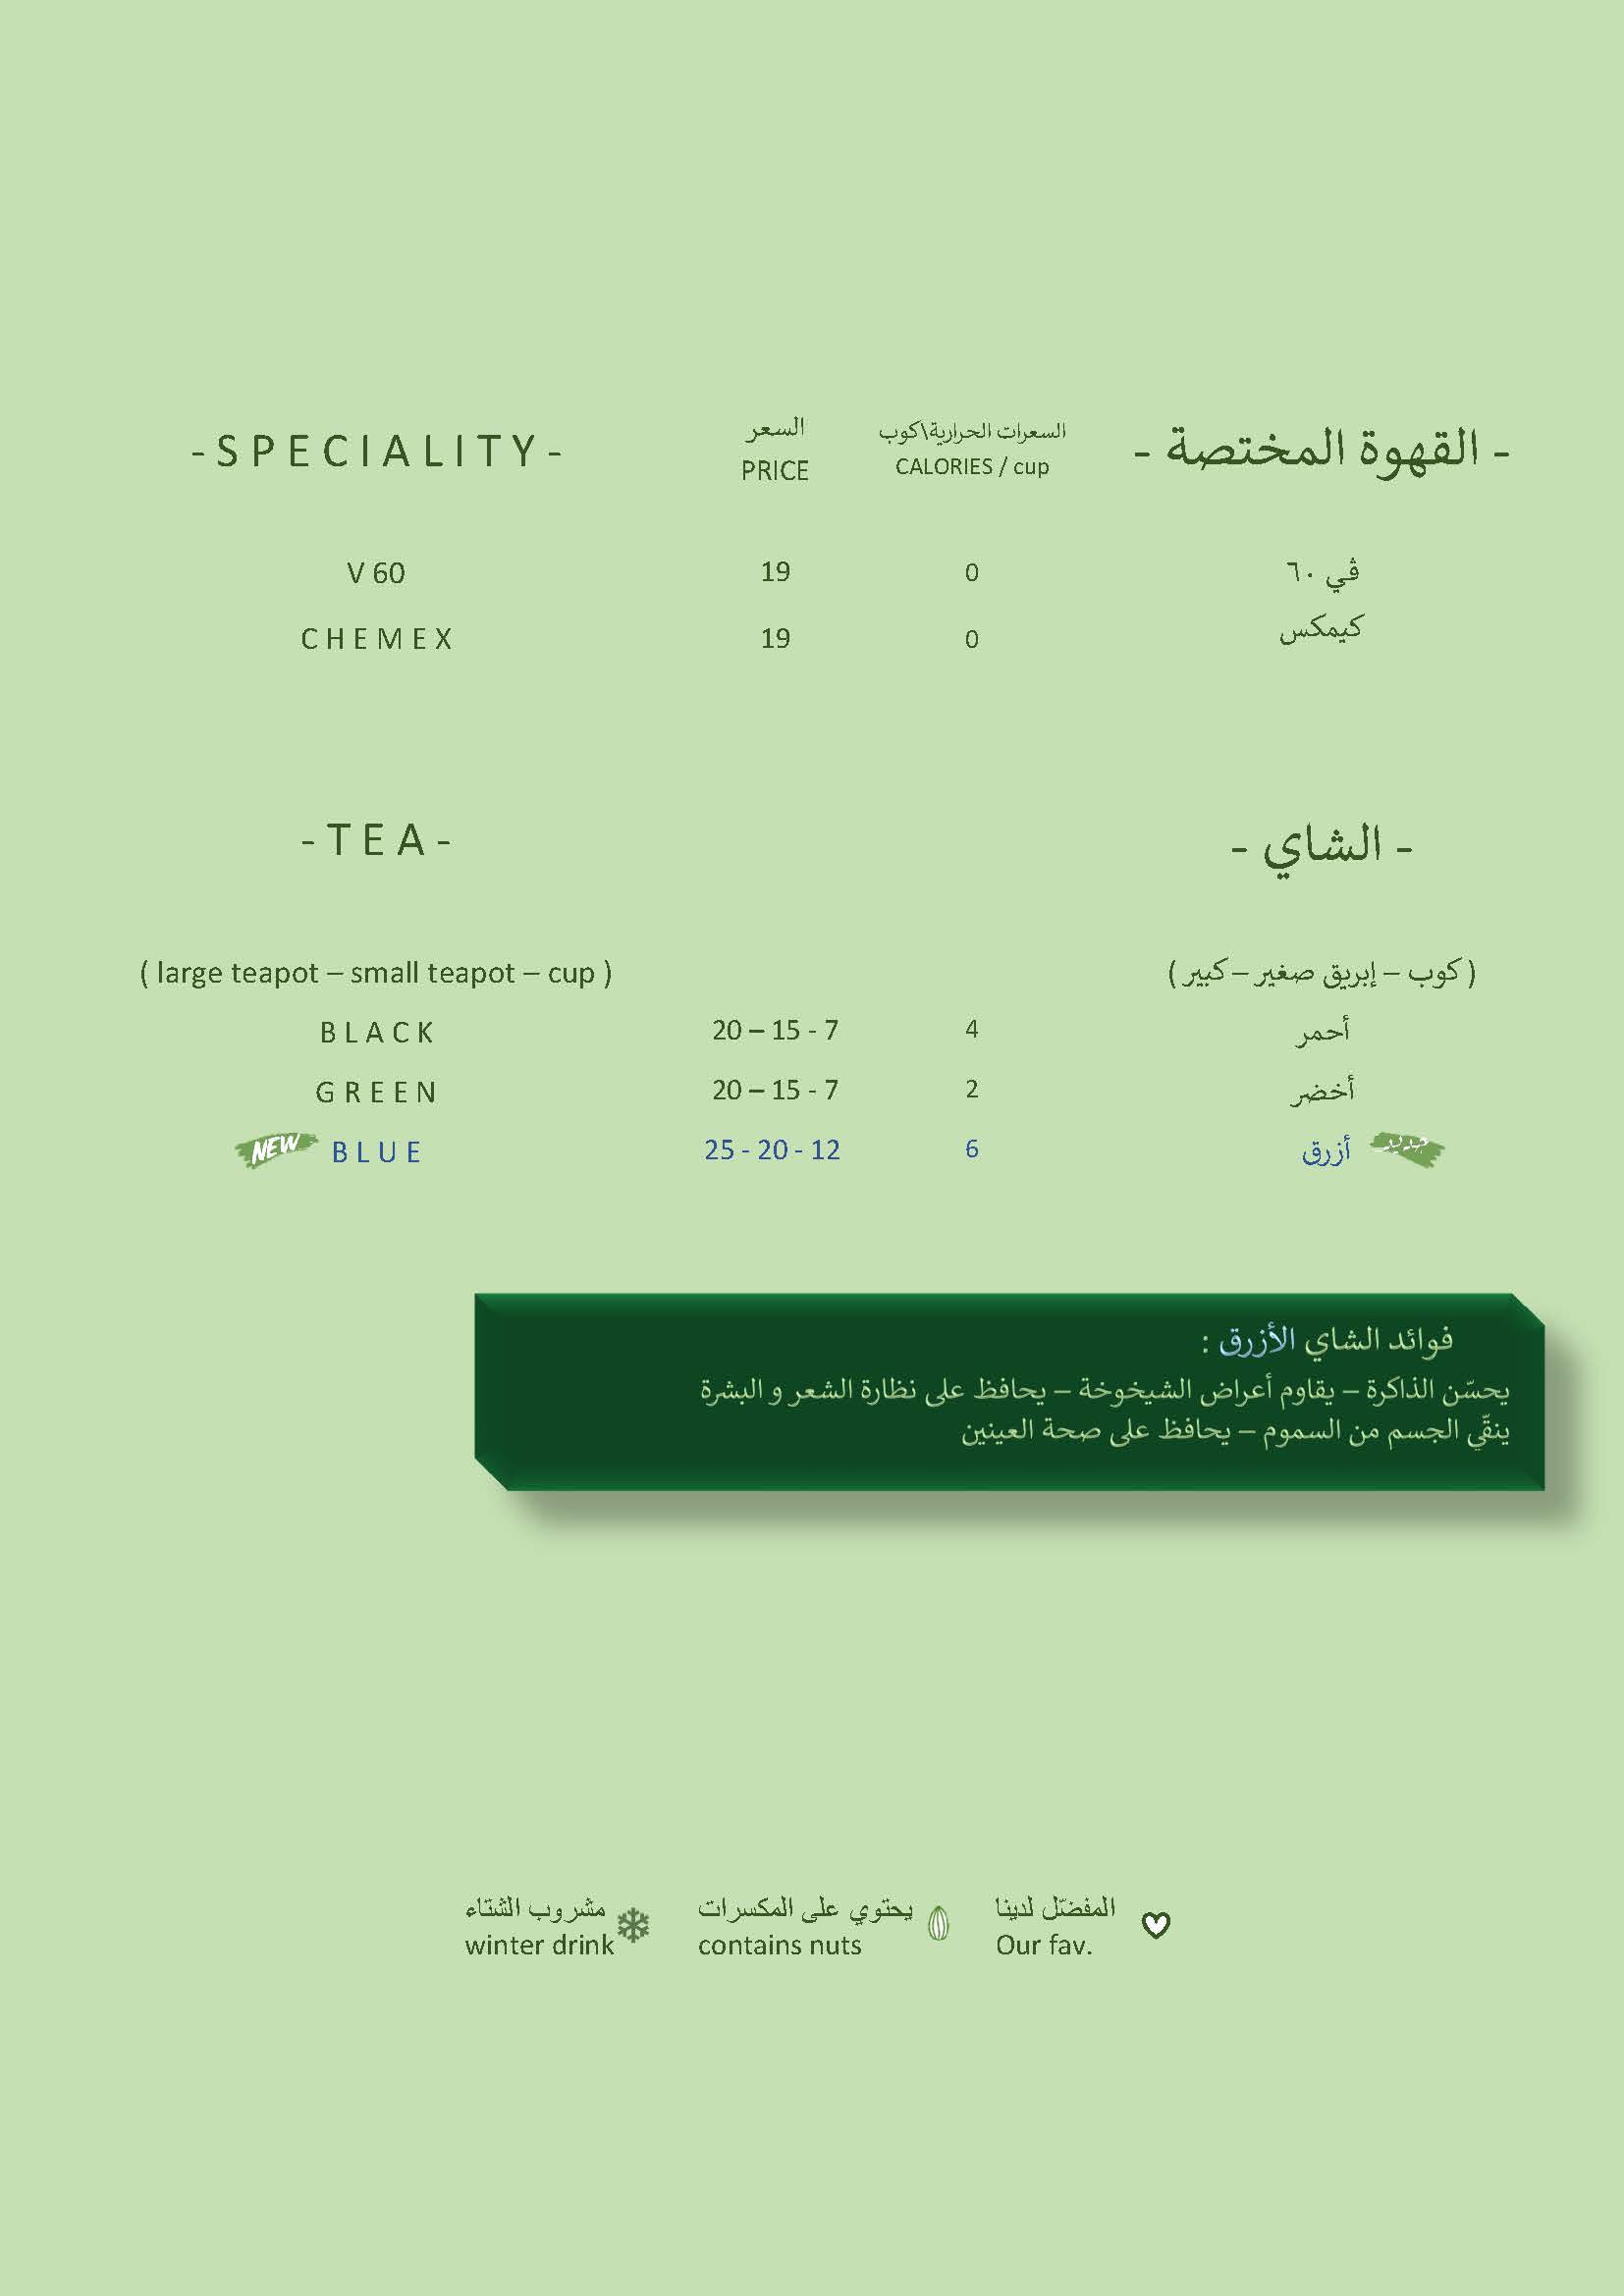 -SPECIALITY-
السعر
PRICE
السعرات الحرارية\كوب
CALORIES / cup
- القهوة المختصة -
V 60 19 0 ڤي ٦٠
CHEMEX 19 0 كيمكس
-TEA- - الشاي -
( large teapot – small teapot – cup ) ( كوب – إبريق صغير – كبير )
BLACK 20 – 15 - 7 4 أحمر
GREEN 20 – 15 - 7 2 أخضر
NEW BLUE 25 - 20 - 12 6 أزرق جديد
فوائد الشاي الأزرق :
يحسّن الذاكرة – يقاوم أعراض الشيخوخة – يحافظ على نظارة الشعر و البشرة
ينقّي الجسم من السموم – يحافظ على صحة العينين
مشروب الشتاء
winter drink
يحتوي على المكسرات
contains nuts
المفضّل لدينا
Our fav.